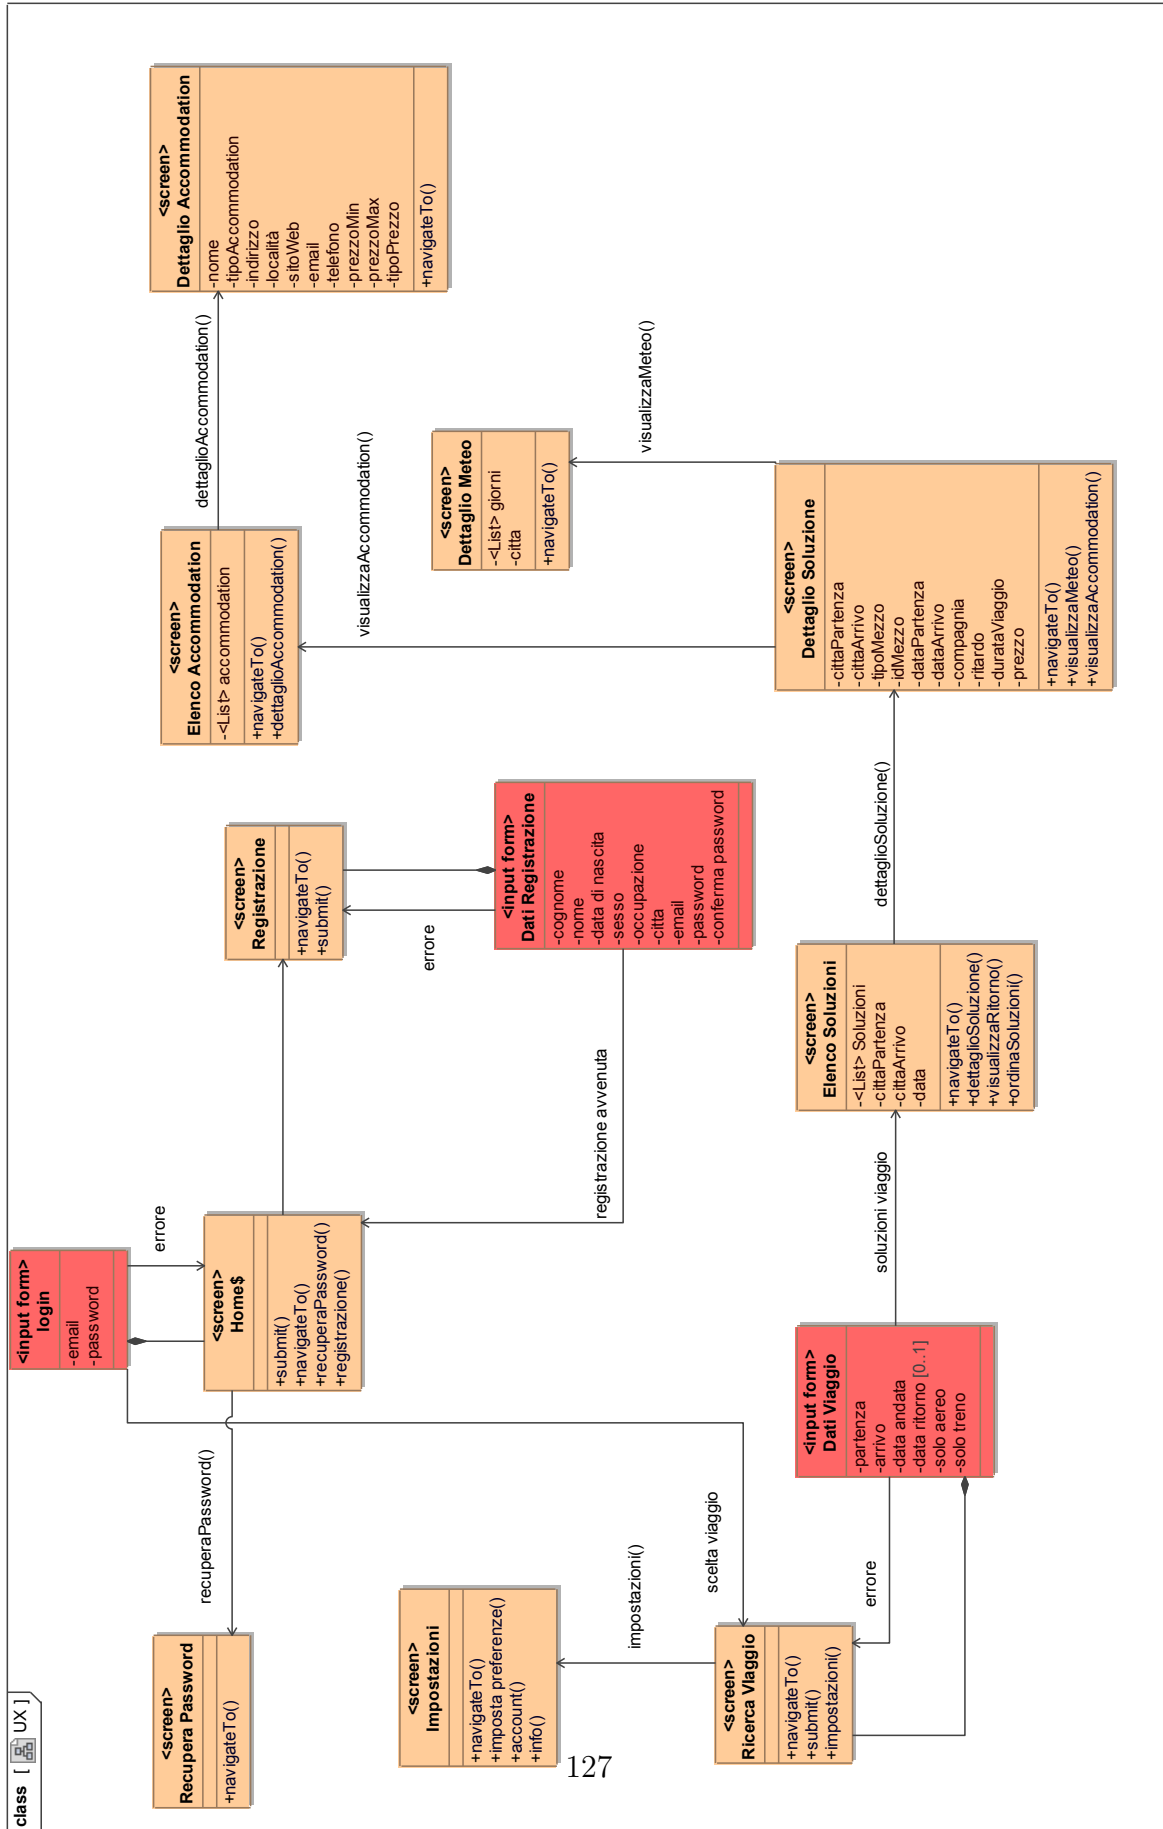 class [ UX ]
<screen>
Recupera Password
+navigateTo()
recuperaPassword()
<input form>
login
-email
-password
errore
<screen>
Home$
+submit()
+navigateTo()
+recuperaPassword()
+registrazione()
<screen>
Registrazione
+navigateTo()
+submit()
errore
<input form>
Dati Registrazione
-cognome
-nome
-data di nascita
-sesso
-occupazione
-citta
-email
-password
-conferma password
registrazione avvenuta
<screen>
Elenco Accommodation
-<List> accommodation
+navigateTo()
+dettaglioAccommodation()
dettaglioAccommodation()
<screen>
Dettaglio Accommodation
-nome
-tipoAccommodation
-indirizzo
-località
-sitoWeb
-email
-telefono
-prezzoMin
-prezzoMax
-tipoPrezzo
+navigateTo()
visualizzaAccommodation()
<screen>
Dettaglio Meteo
-<List> giorni
-citta
+navigateTo()
visualizzaMeteo()
<screen>
Impostazioni
+navigateTo()
+imposta preferenze()
+account()
+info()
impostazioni()
scelta viaggio
<screen>
Ricerca VIaggio
+navigateTo()
+submit()
+impostazioni()
errore
<input form>
Dati Viaggio
-partenza
-arrivo
-data andata
-data ritorno [0..1]
-solo aereo
-solo treno
soluzioni viaggio
<screen>
Elenco Soluzioni
-<List> Soluzioni
-cittaPartenza
-cittaArrivo
-data
+navigateTo()
+dettaglioSoluzione()
+visualizzaRitorno()
+ordinaSoluzioni()
dettaglioSoluzione()
<screen>
Dettaglio Soluzione
-cittaPartenza
-cittaArrivo
-tipoMezzo
-idMezzo
-dataPartenza
-dataArrivo
-compagnia
-ritardo
-durataViaggio
-prezzo
+navigateTo()
+visualizzaMeteo()
+visualizzaAccommodation()
127